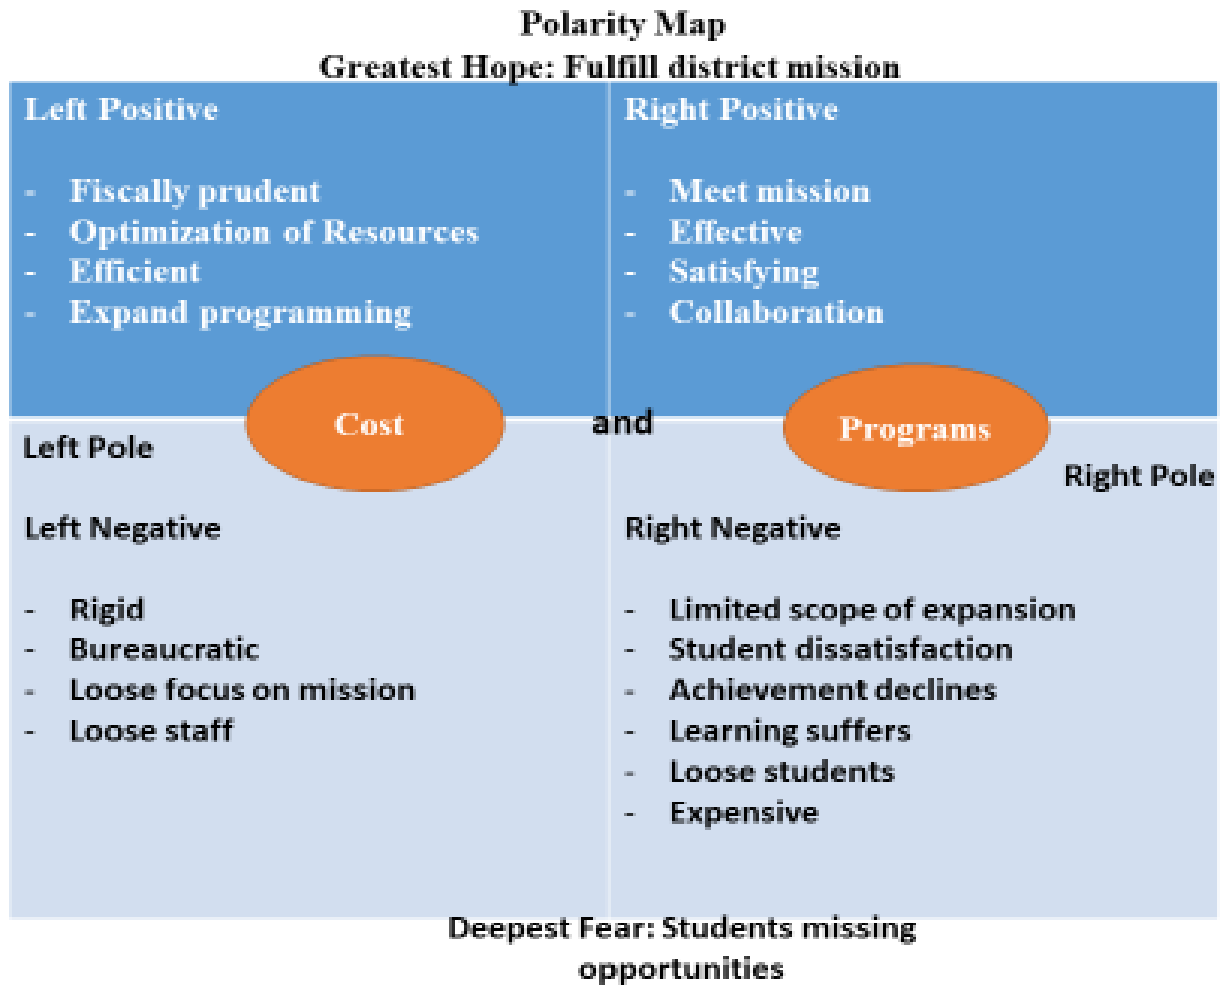 Polarity Map
Greatest Hope: Fulfill district mission
Left Positive
- Fiscally prudent
- Optimization of Resources
- Efficient
- Expand programming
Right Positive
- Meet mission
- Effective
- Satisfying
- Collaboration
Cost
and
Programs
Left Pole
Right Pole
Left Negative
- Rigid
- Bureaucratic
- Loose focus on mission
- Loose staff
Right Negative
- Limited scope of expansion
- Student dissatisfaction
- Achievement declines
- Learning suffers
- Loose students
- Expensive
Deepest Fear: Students missing
opportunities